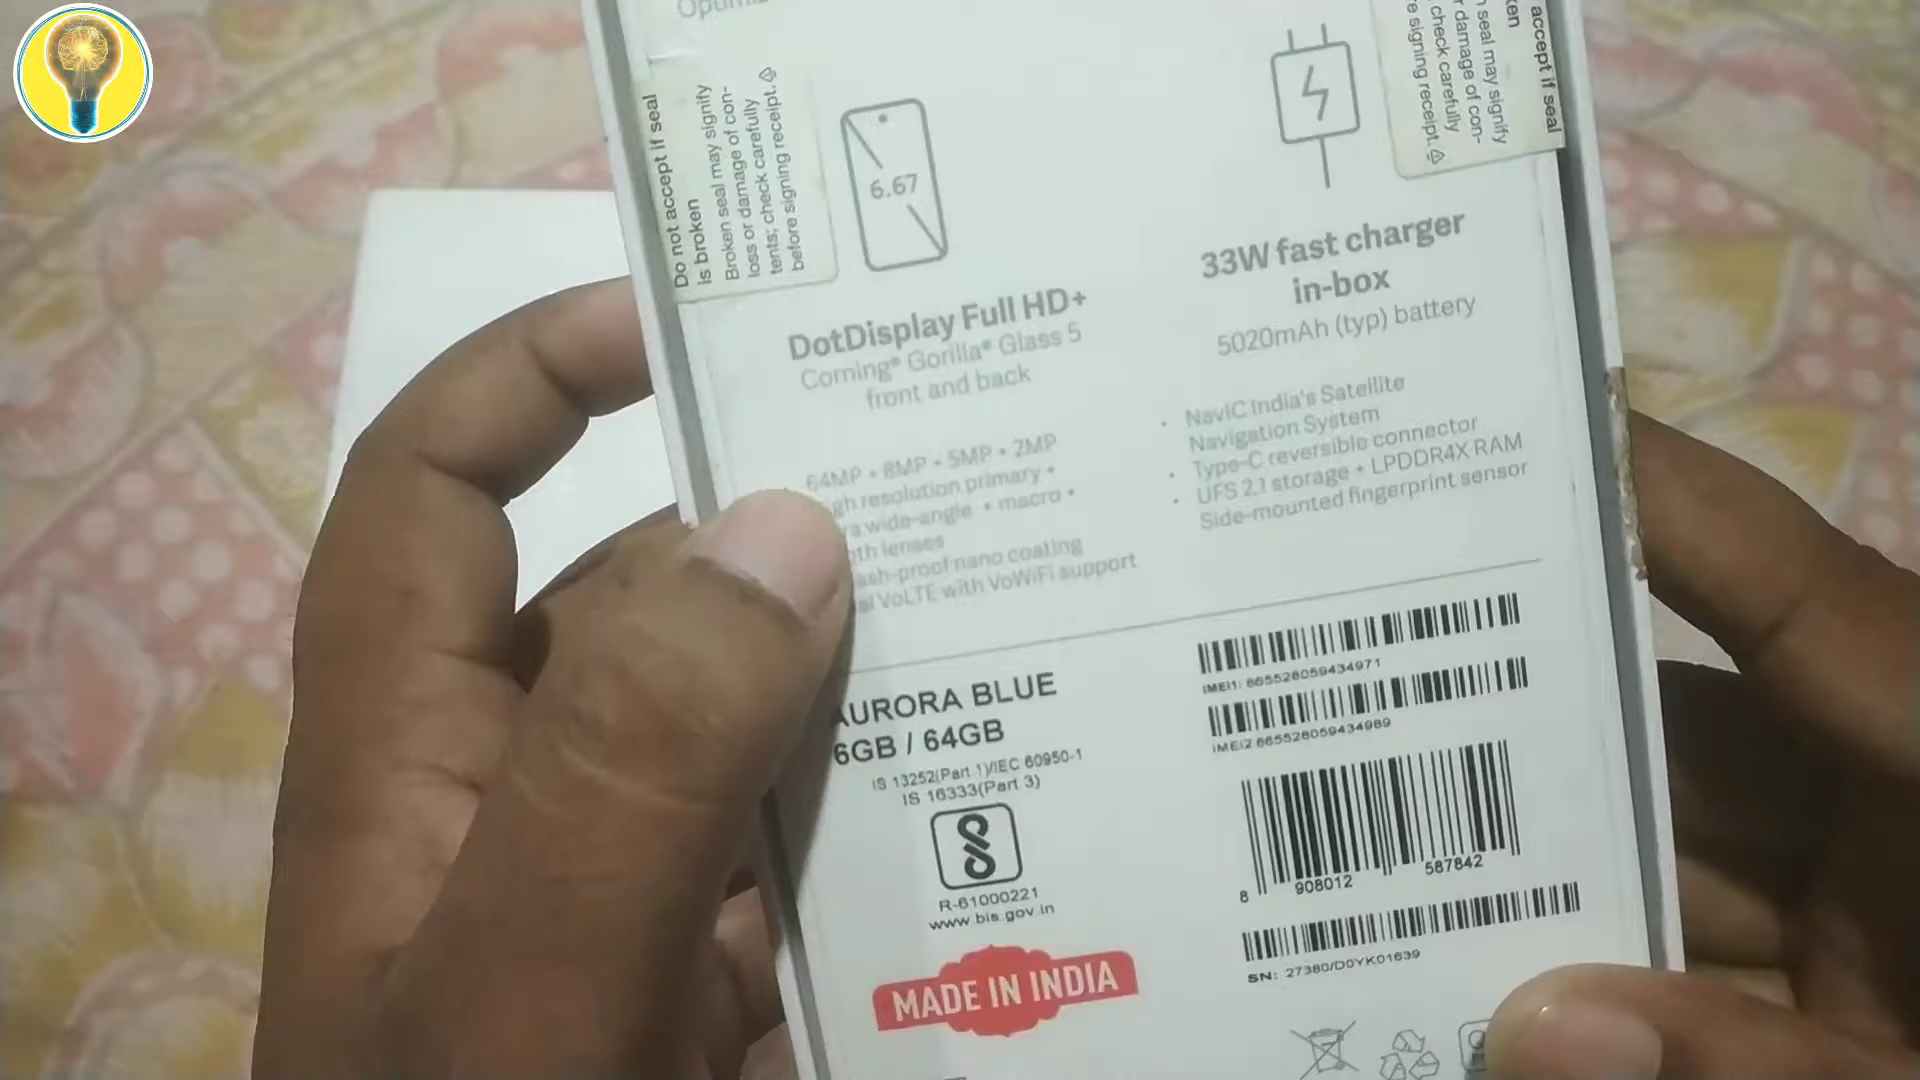 Do not accept if seal
is broken
Broken seal may signify
loss or damage of con-
tents; check carefully
before signing receipt.
accept if seal
seal may signify
damage of con-
check carefully
signing receipt.
6.67
DotDisplay Full HD+
Corning® Gorilla® Glass 5
front and back
33W fast charger
in-box
5020mAh (typ) battery
64MP + 8MP + 5MP + 2MP
resolution primary +
wide-angle + macro +
lenses
nano coating
VoLTE with VoWiFi support
• NavIC India's Satellite
Navigation System
• Type-C reversible connector
• UFS 2.1 storage + LPDDR4X RAM
Side-mounted fingerprint sensor
AURORA BLUE
6GB / 64GB
IS 13252(Part 1)/IEC 60950-1
IS 16333(Part 3)
R-61000221
www.bis.gov.in
MADE IN INDIA
IMEI1: 865528059434971
IMEI2 865528059434989
8 908012 587842
SN: 27380/D0YK01639